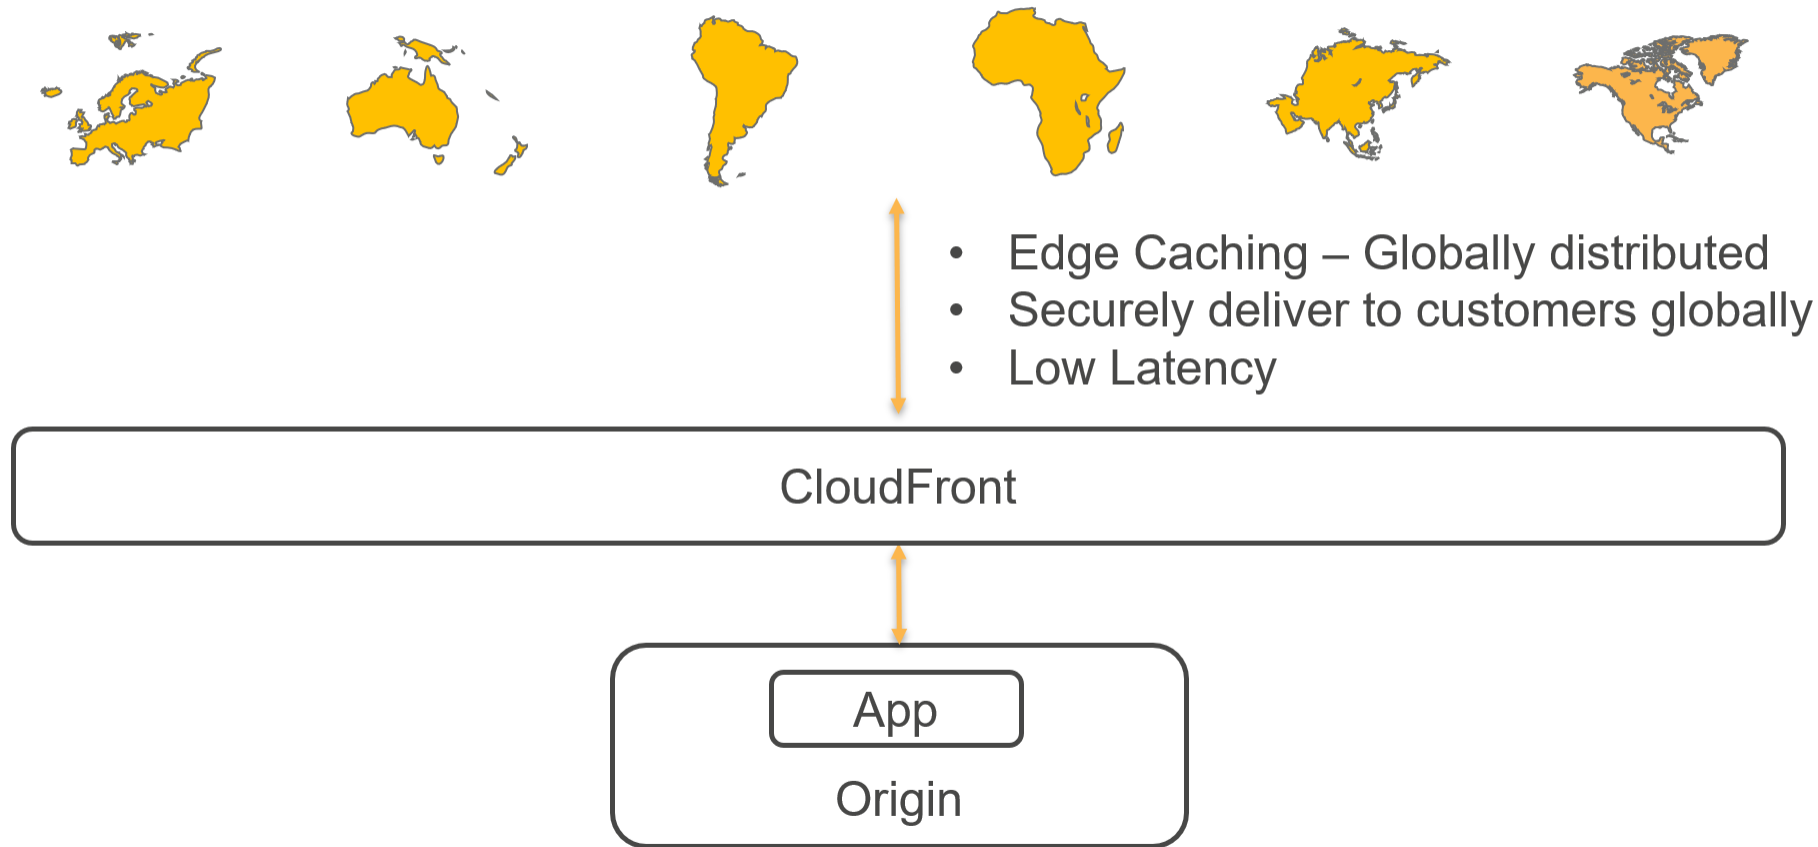 • Edge Caching – Globally distributed
• Securely deliver to customers globally
• Low Latency
CloudFront
App
Origin